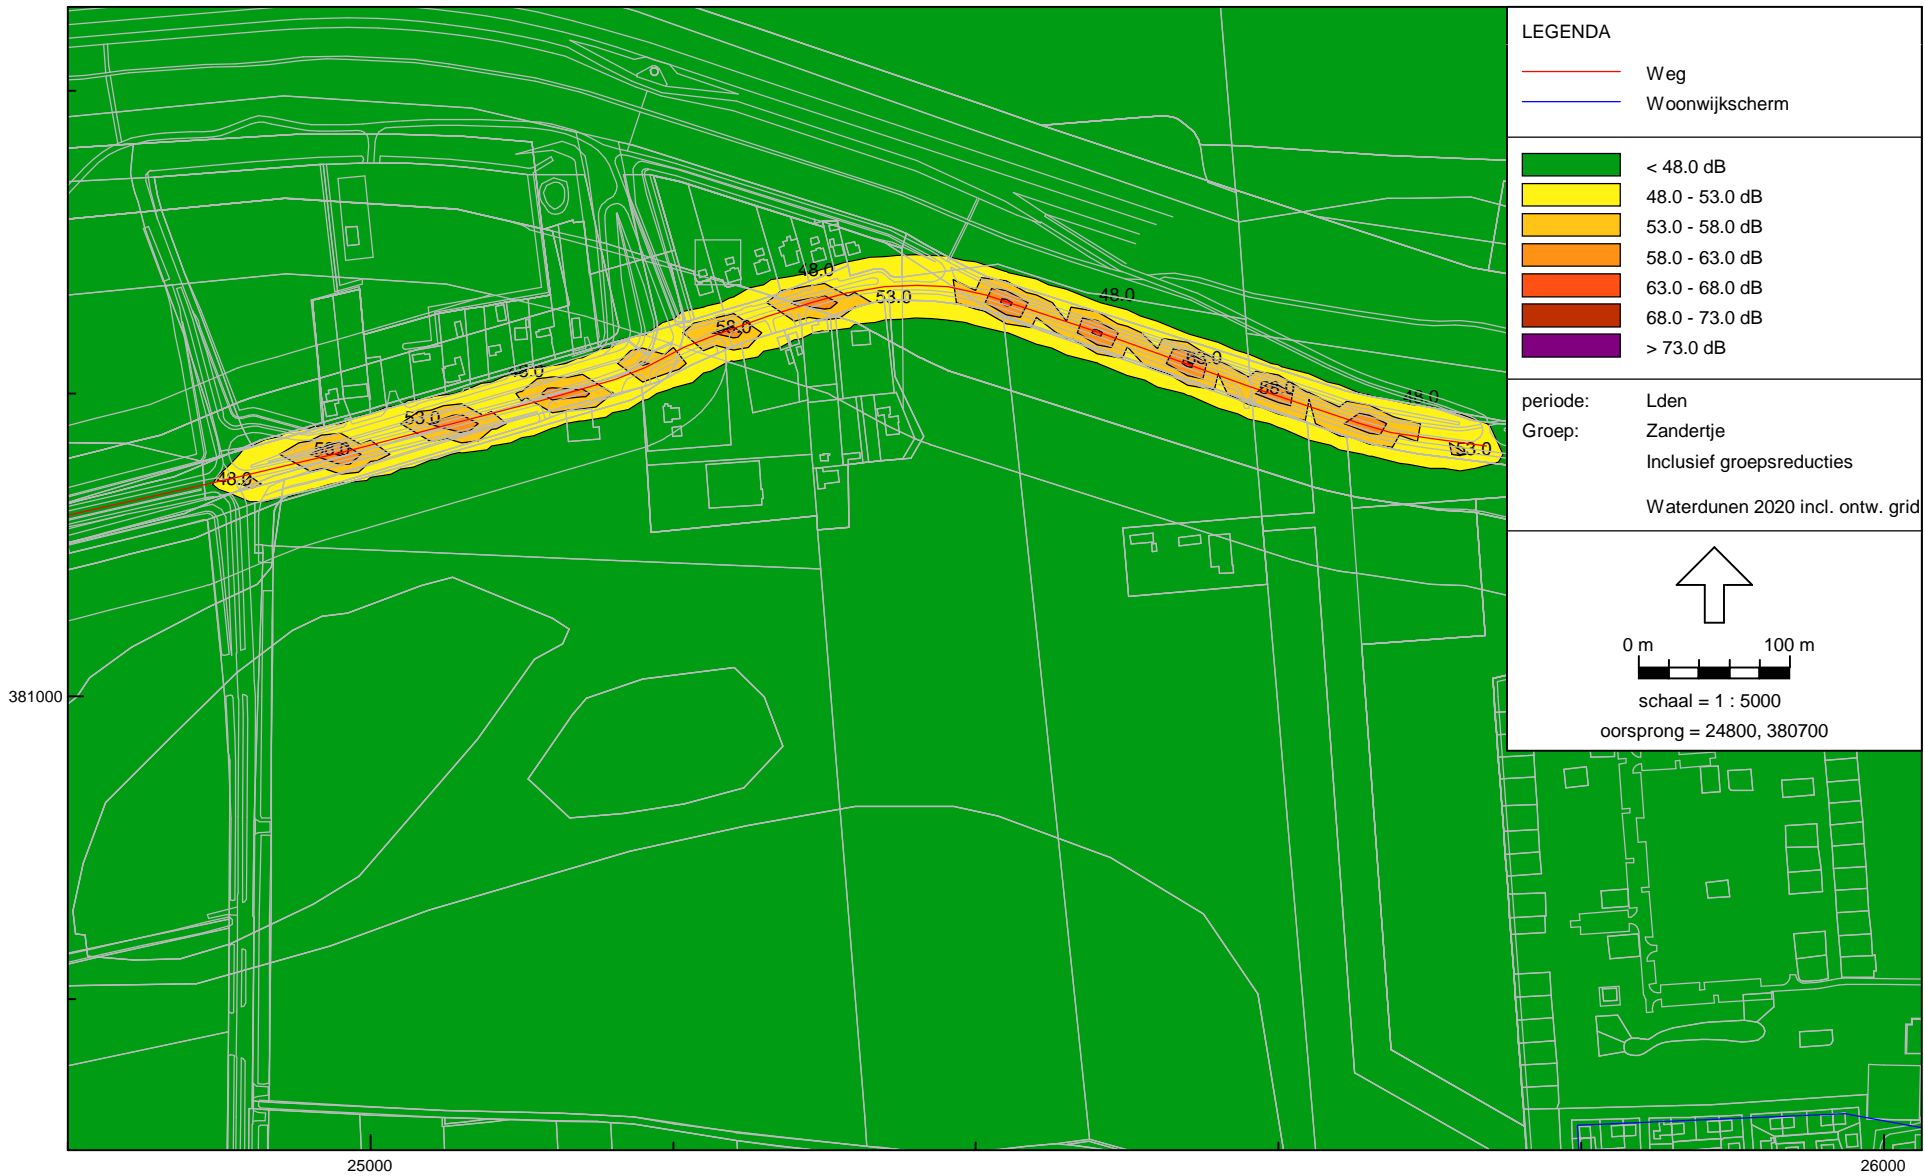 LEGENDA
Weg
Woonwijkscherm
< 48.0 dB
48.0 - 53.0 dB
53.0 - 58.0 dB
58.0 - 63.0 dB
63.0 - 68.0 dB
68.0 - 73.0 dB
> 73.0 dB
periode: Lden
Groep: Zandertje
Inclusief groepsreducties
Waterdunen 2020 incl. ontw. grid
0 m 100 m
schaal = 1 : 5000
oorsprong = 24800, 380700
48.0
53.0
48.0
58.0
48.0
53.0
48.0
53.0
48.0
381000
25000
26000